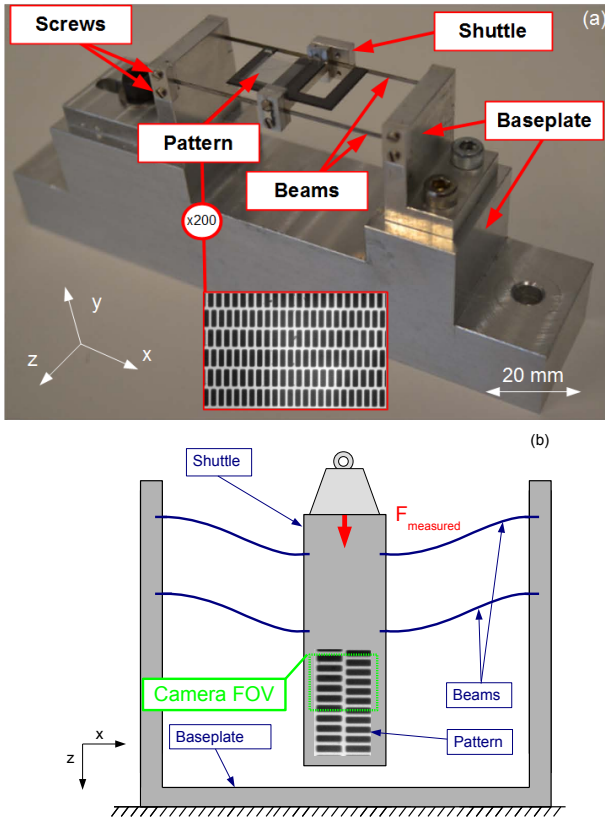 (a)
Screws
Shuttle
Pattern
Baseplate
Beams
x200
y
z
x
20 mm
(b)
Shuttle
F measured
Camera FOV
Beams
x
Baseplate
z
Pattern